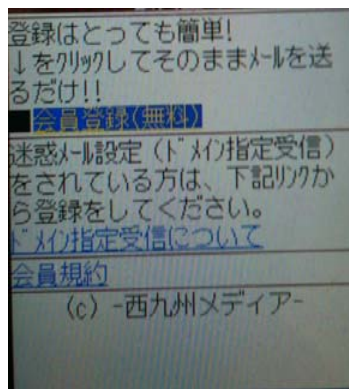 登録はとっても簡単!
↓をｸﾘｯｸしてそのままﾒｰﾙを送
るだけ!!
会員登録(無料)
迷惑ﾒｰﾙ設定（ﾄﾞﾒｲﾝ指定受信）
をされている方は、下記ﾘﾝｸか
ら登録をしてください。
ﾄﾞﾒｲﾝ指定受信について
会員規約
(c) -西九州メディア-